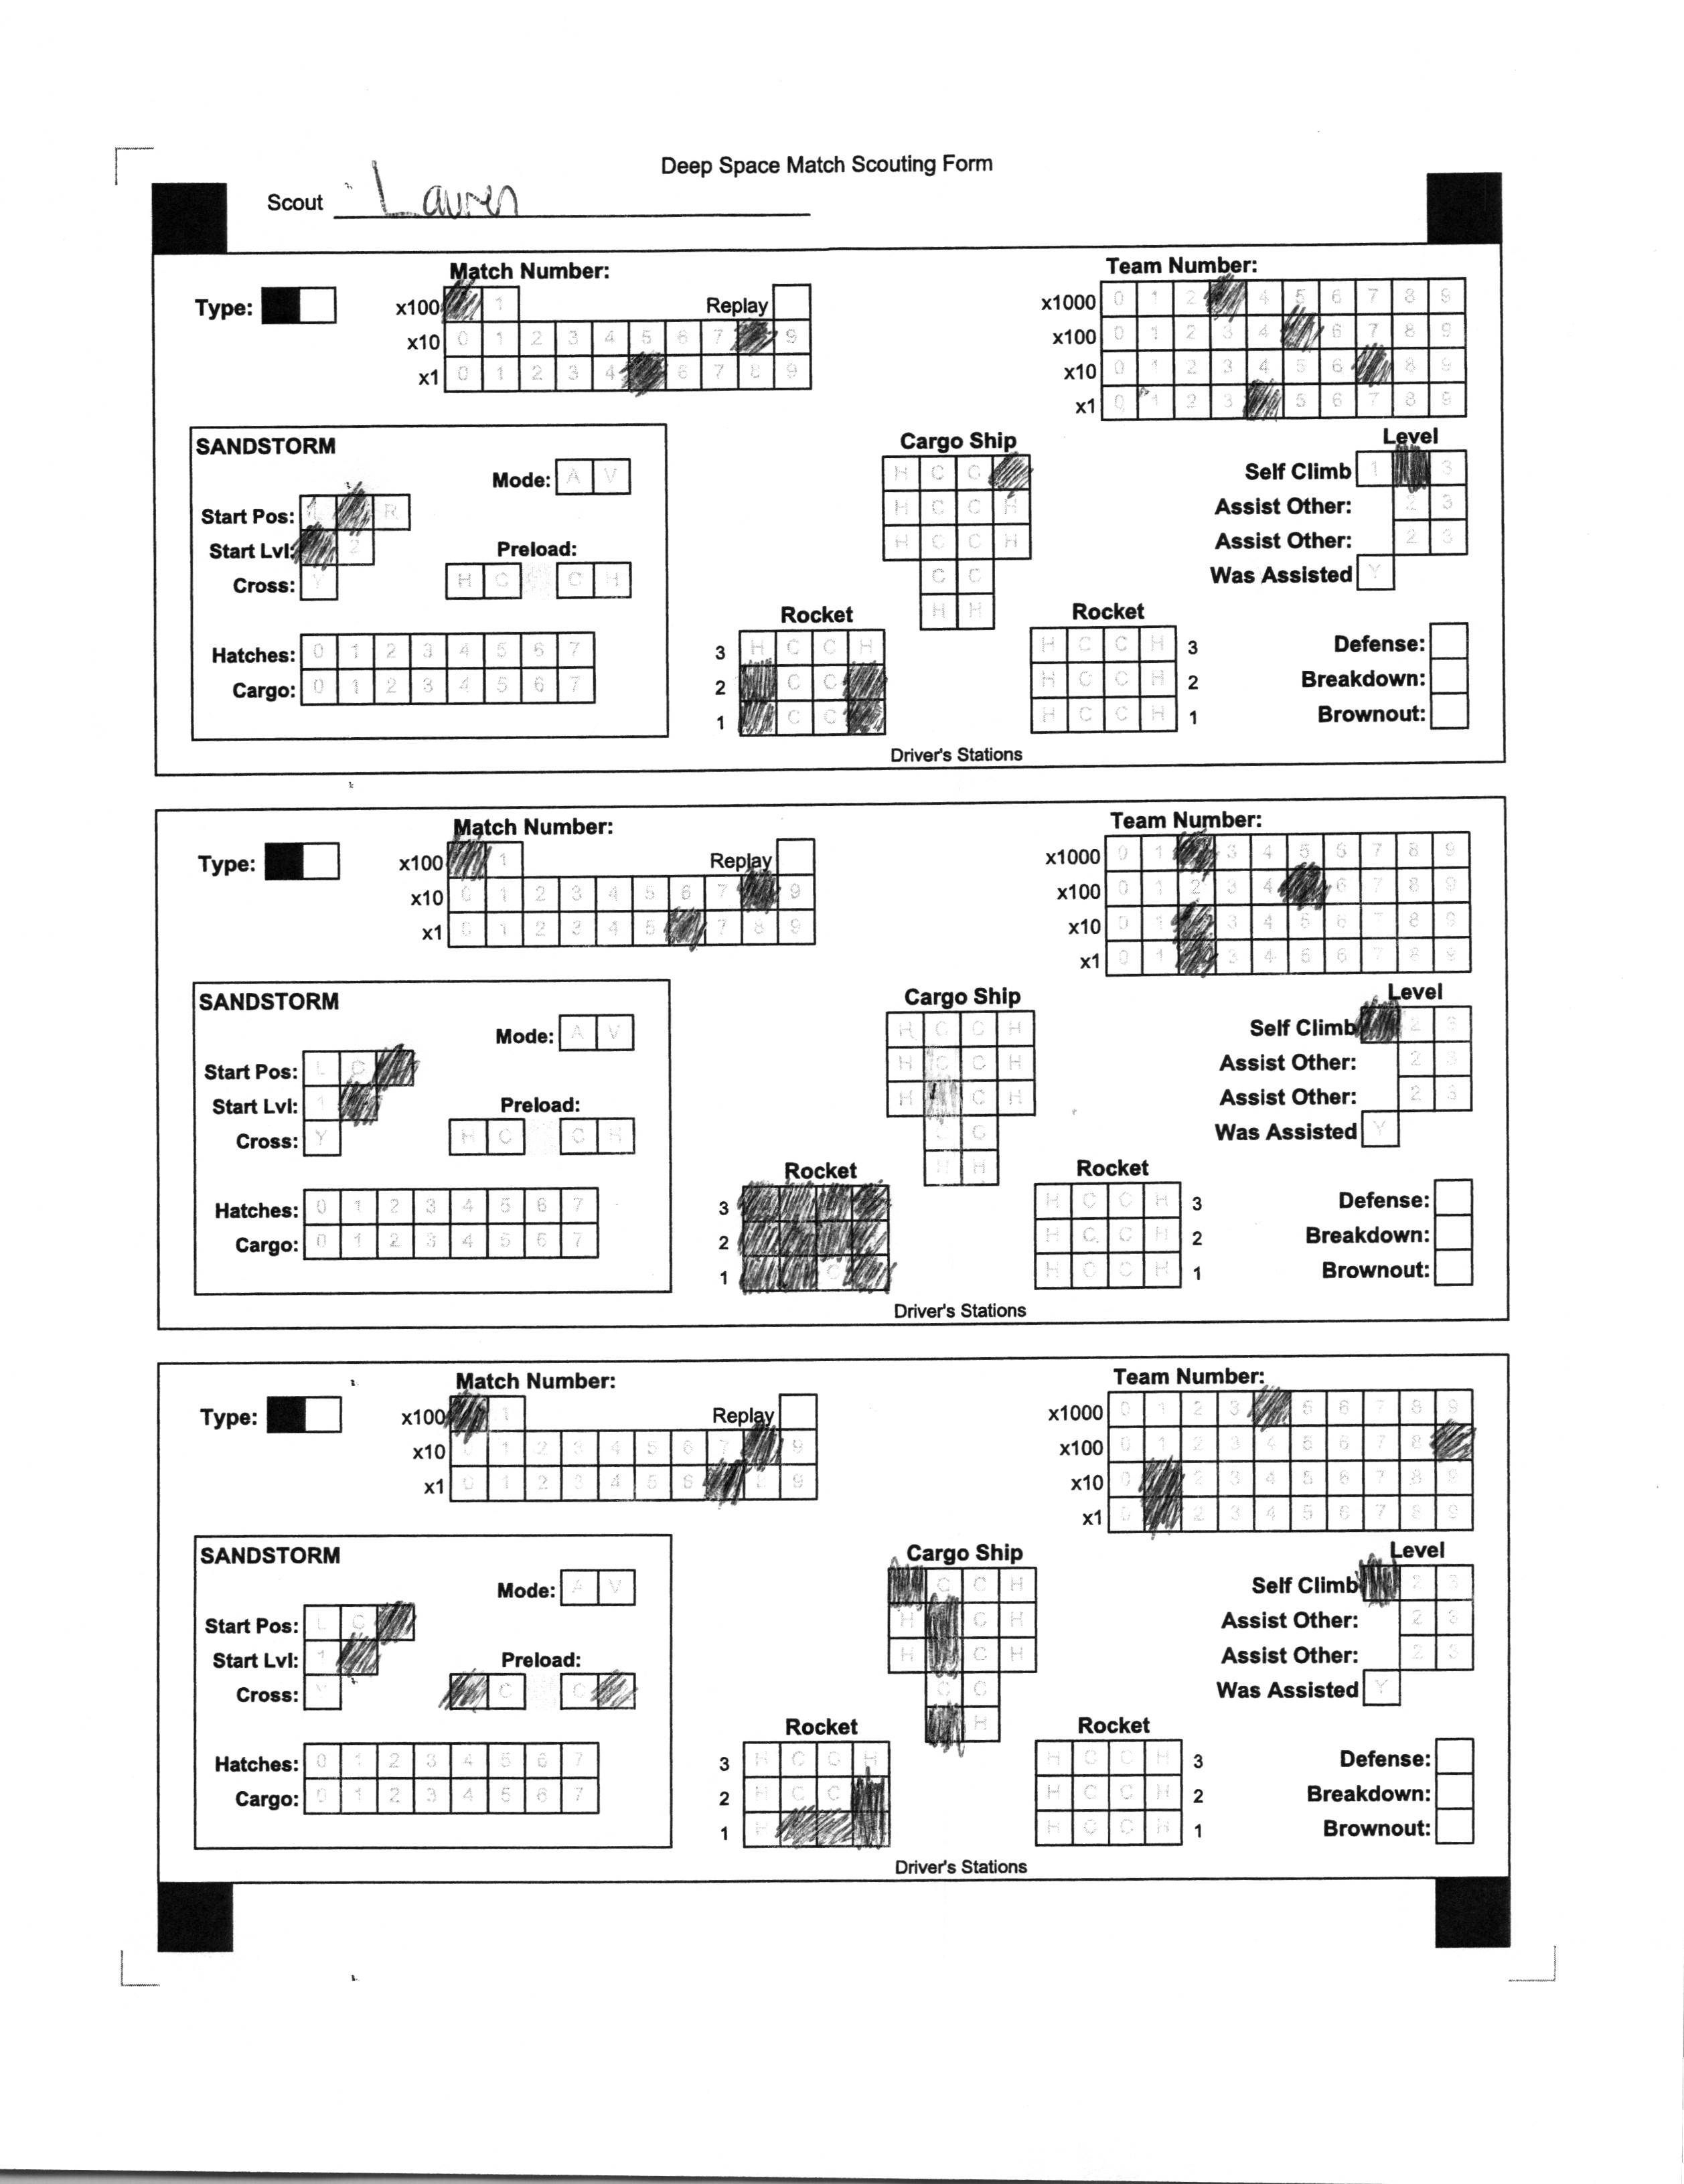 Deep Space Match Scouting Form
Scout Lauren
Match Number:
Team Number:
Type:
x100 1 Replay
x10 0 1 2 3 4 5 6 7 9
x1 0 1 2 3 4 6 7 8 9
x1000 0 1 2 4 5 6 7 8 9
x100 0 1 2 3 4 6 7 8 9
x10 0 1 2 3 4 5 6 8 9
x1 0 1 2 3 5 6 7 8 9
SANDSTORM
Mode: A V
Start Pos: L R
Start Lvl: 2
Cross: Y
Preload:
H C C H
Hatches: 0 1 2 3 4 5 6 7
Cargo: 0 1 2 3 4 5 6 7
Cargo Ship
H C C
H C C H
H C C H
C C
H H
Level
Self Climb 1 3
Assist Other: 2 3
Assist Other: 2 3
Was Assisted Y
Rocket
3 H C C H
2 C C
1 C C
Rocket
H C C H 3
H C C H 2
H C C H 1
Defense:
Breakdown:
Brownout:
Driver's Stations
Match Number:
Team Number:
Type:
x100 1 Replay
x10 0 1 2 3 4 5 6 7 9
x1 0 1 2 3 4 5 7 8 9
x1000 0 1 3 4 5 6 7 8 9
x100 0 1 2 3 4 6 7 8 9
x10 0 1 3 4 5 6 7 8 9
x1 0 1 3 4 5 6 7 8 9
SANDSTORM
Mode: A V
Start Pos: L C
Start Lvl: 1
Cross: Y
Preload:
H C C H
Hatches: 0 1 2 3 4 5 6 7
Cargo: 0 1 2 3 4 5 6 7
Cargo Ship
H C C H
H C C H
H C H
C
H H
Level
Self Climb 2 3
Assist Other: 2 3
Assist Other: 2 3
Was Assisted Y
Rocket
3
2
1 C
Rocket
H C C H 3
H C C H 2
H C C H 1
Defense:
Breakdown:
Brownout:
Driver's Stations
Match Number:
Team Number:
Type:
x100 1 Replay
x10 1 2 3 4 5 6 7 9
x1 0 1 2 3 4 5 6 9
x1000 0 1 2 3 5 6 7 8 9
x100 0 1 2 3 4 5 6 7 8
x10 0 2 3 4 5 6 7 8 9
x1 0 2 3 4 5 6 7 8 9
SANDSTORM
Mode: A V
Start Pos: L C
Start Lvl: 1
Cross: Y
Preload:
C C
Hatches: 0 1 2 3 4 5 6 7
Cargo: 0 1 2 3 4 5 6 7
Cargo Ship
C C H
H C H
H C H
C C
H
Level
Self Climb 2 3
Assist Other: 2 3
Assist Other: 2 3
Was Assisted Y
Rocket
3 H C C H
2 H C C
1 H
Rocket
H C C H 3
H C C H 2
H C C H 1
Defense:
Breakdown:
Brownout:
Driver's Stations